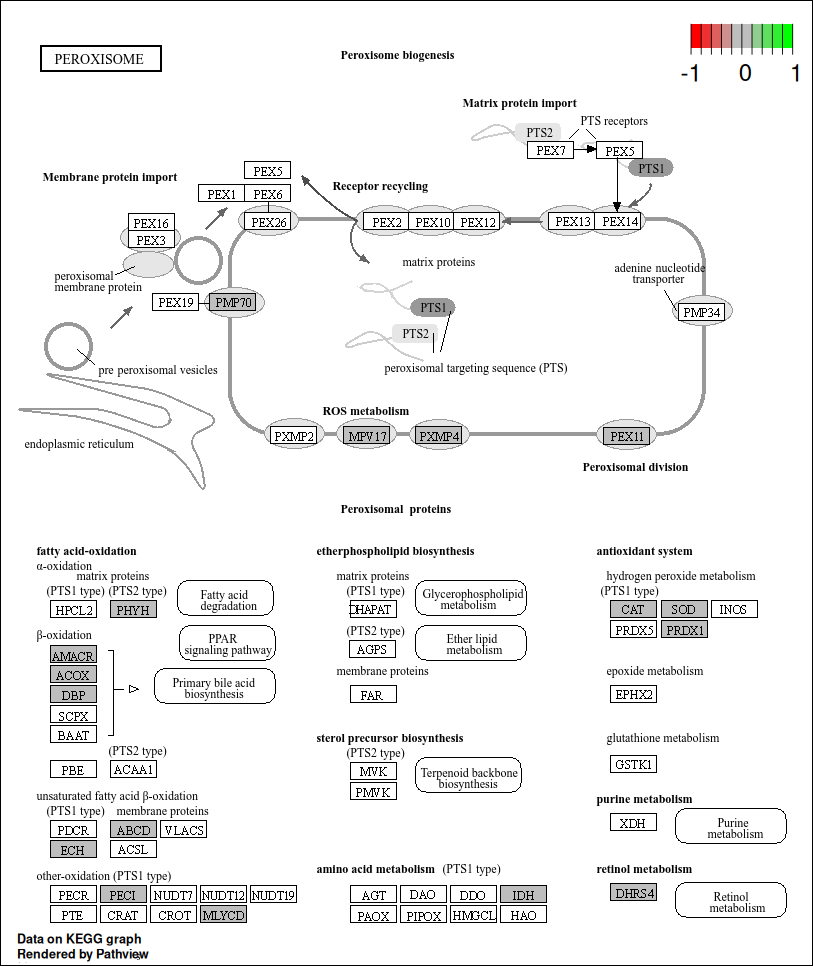 PEROXISOME
Peroxisome biogenesis
-1 0 1
Matrix protein import
PTS2
PTS receptors
PEX7
PEX5
PTS1
Membrane protein import
PEX5
PEX1
PEX6
Receptor recycling
PEX16
PEX3
PEX26
PEX2
PEX10
PEX12
PEX13
PEX14
matrix proteins
peroxisomal
membrane protein
adenine nucleotide
transporter
PEX19
PMP70
PTS1
PMP34
PTS2
peroxisomal targeting sequence (PTS)
pre peroxisomal vesicles
ROS metabolism
endoplasmic reticulum
PXMP2
MPV17
PXMP4
PEX11
Peroxisomal division
Peroxisomal proteins
fatty acid-oxidation
α-oxidation
matrix proteins
(PTS1 type) (PTS2 type)
HPCL2
PHYH
Fatty acid
degradation
β-oxidation
AMACR
ACOX
DBP
SCPX
BAAT
PPAR
signaling pathway
Primary bile acid
biosynthesis
(PTS2 type)
PBE
ACAA1
unsaturated fatty acid β-oxidation
(PTS1 type) membrane proteins
PDCR
ABCD
VLACS
ECH
ACSL
other-oxidation (PTS1 type)
PECR
PECI
NUDT7
NUDT12
NUDT19
PTE
CRAT
CROT
MLYCD
etherphospholipid biosynthesis
matrix proteins
(PTS1 type)
DHAPAT
Glycerophospholipid
metabolism
(PTS2 type)
AGPS
Ether lipid
metabolism
membrane proteins
FAR
sterol precursor biosynthesis
(PTS2 type)
MVK
PMVK
Terpenoid backbone
biosynthesis
amino acid metabolism (PTS1 type)
AGT
DAO
DDO
IDH
PAOX
PIPOX
HMGCL
HAO
antioxidant system
hydrogen peroxide metabolism
(PTS1 type)
CAT
SOD
INOS
PRDX5
PRDX1
epoxide metabolism
EPHX2
glutathione metabolism
GSTK1
purine metabolism
XDH
Purine
metabolism
retinol metabolism
DHRS4
Retinol
metabolism
Data on KEGG graph
Rendered by Pathview